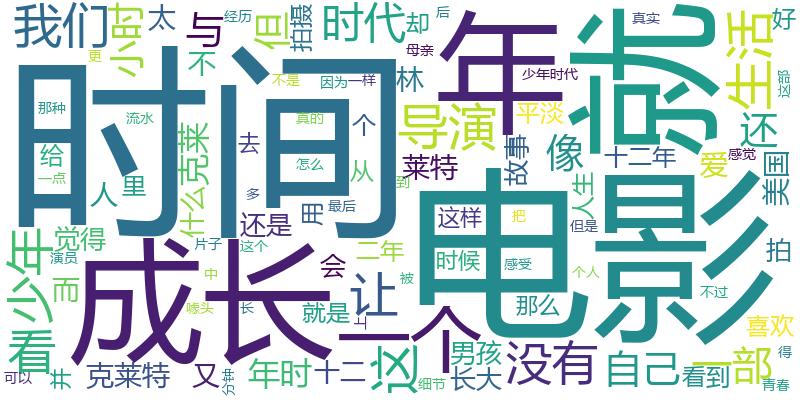 我们
小时
太
与
但
拍摄
时代
经历
却
后
年
就
真实
生活
好
更
母亲
不
不是
因为
一样
林
少年时代
这部
那种
时间
流水
导演
平淡
还
真的
个
像
给
克莱
去
怎么
从
莱特
故事
十二年
爱
感觉
美国
一点
人
里
什么
多
到
用
最后
电影
人生
少年
觉得
还是
这样
把
但是
演员
而
片子
这个
二年
时候
感受
个人
拍
成长
中
会
被
不过
看
噱头
长
就是
上
让
一个
那么
喜欢
可以
并
克莱特
又
分钟
年时
十二
这
细节
男孩
长大
没有
自己
看到
一部
得
青春